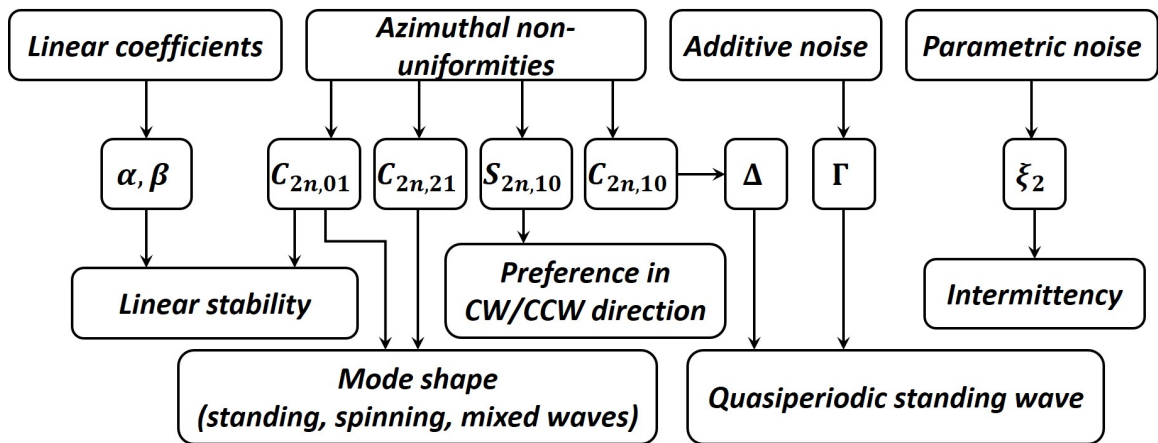 Linear coefficients
Azimuthal non-
uniformities
Additive noise
Parametric noise
α, β
C₂ₙ,₀₁
C₂ₙ,₂₁
S₂ₙ,₁₀
C₂ₙ,₁₀
Δ
Γ
ξ₂
Linear stability
Preference in
CW/CCW direction
Intermittency
Mode shape
(standing, spinning, mixed waves)
Quasiperiodic standing wave